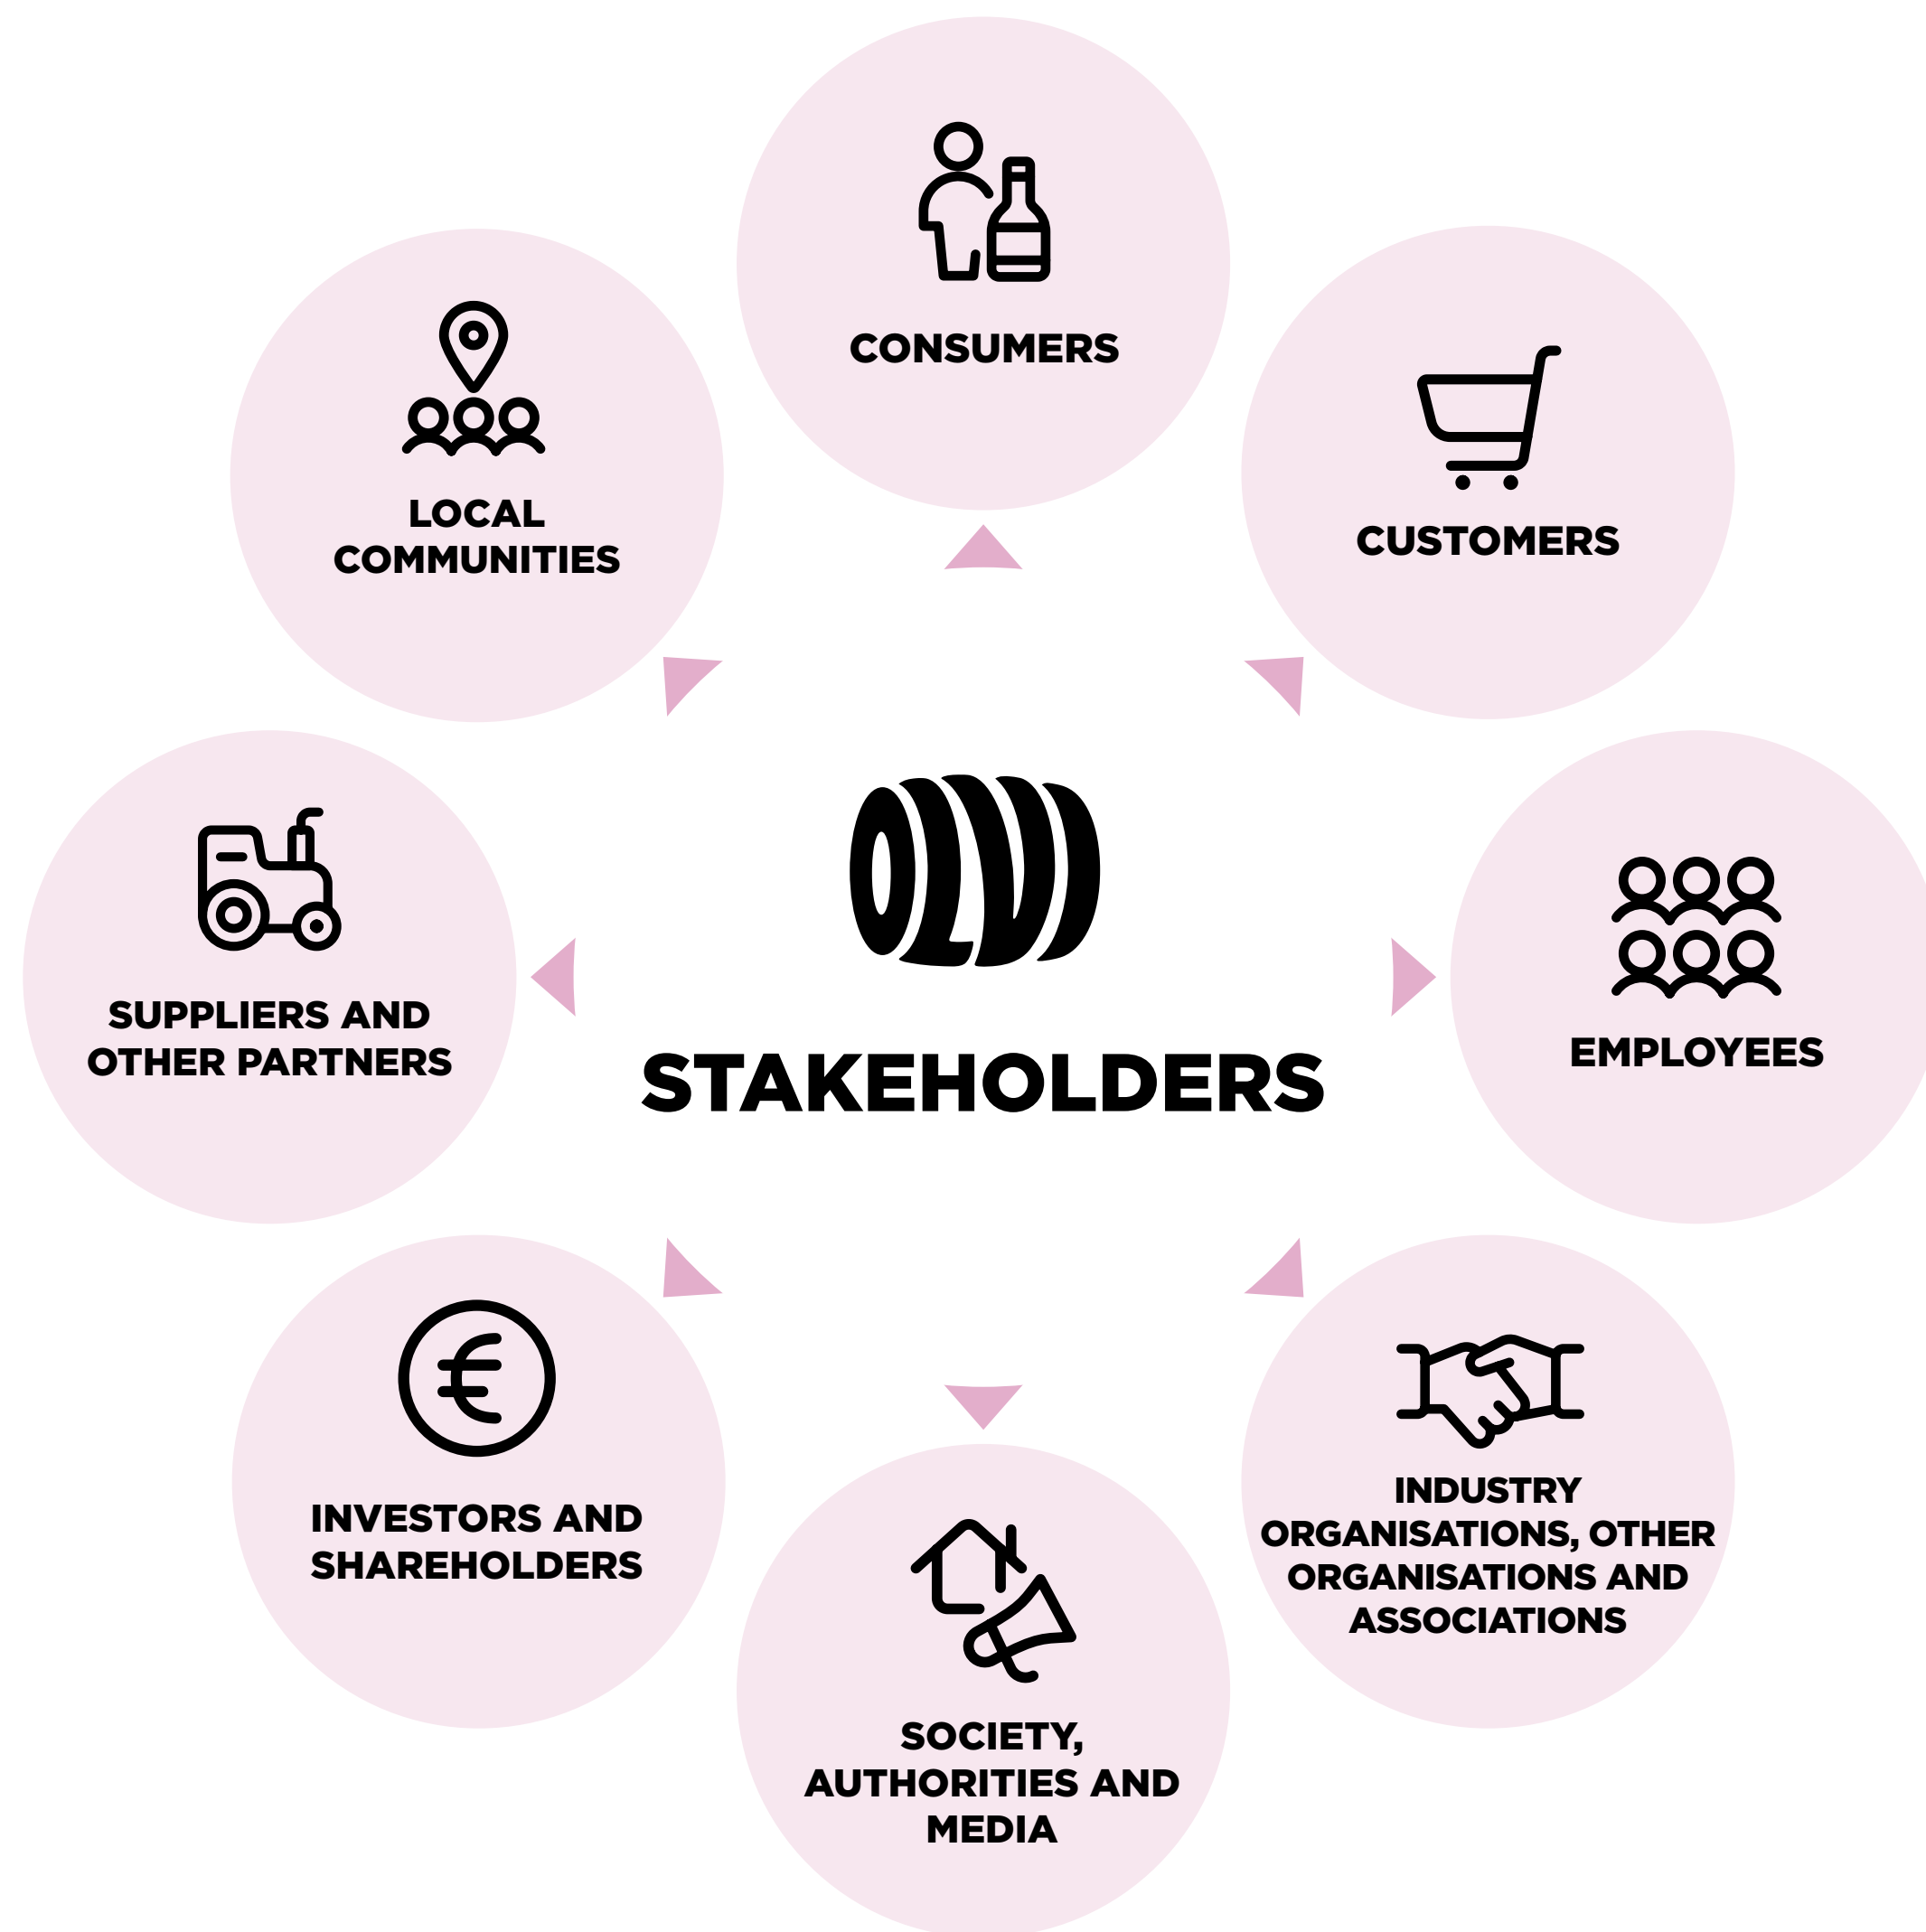 CONSUMERS
CUSTOMERS
LOCAL
COMMUNITIES
SUPPLIERS AND
OTHER PARTNERS
STAKEHOLDERS
EMPLOYEES
INVESTORS AND
SHAREHOLDERS
INDUSTRY
ORGANISATIONS, OTHER
ORGANISATIONS AND
ASSOCIATIONS
SOCIETY,
AUTHORITIES AND
MEDIA